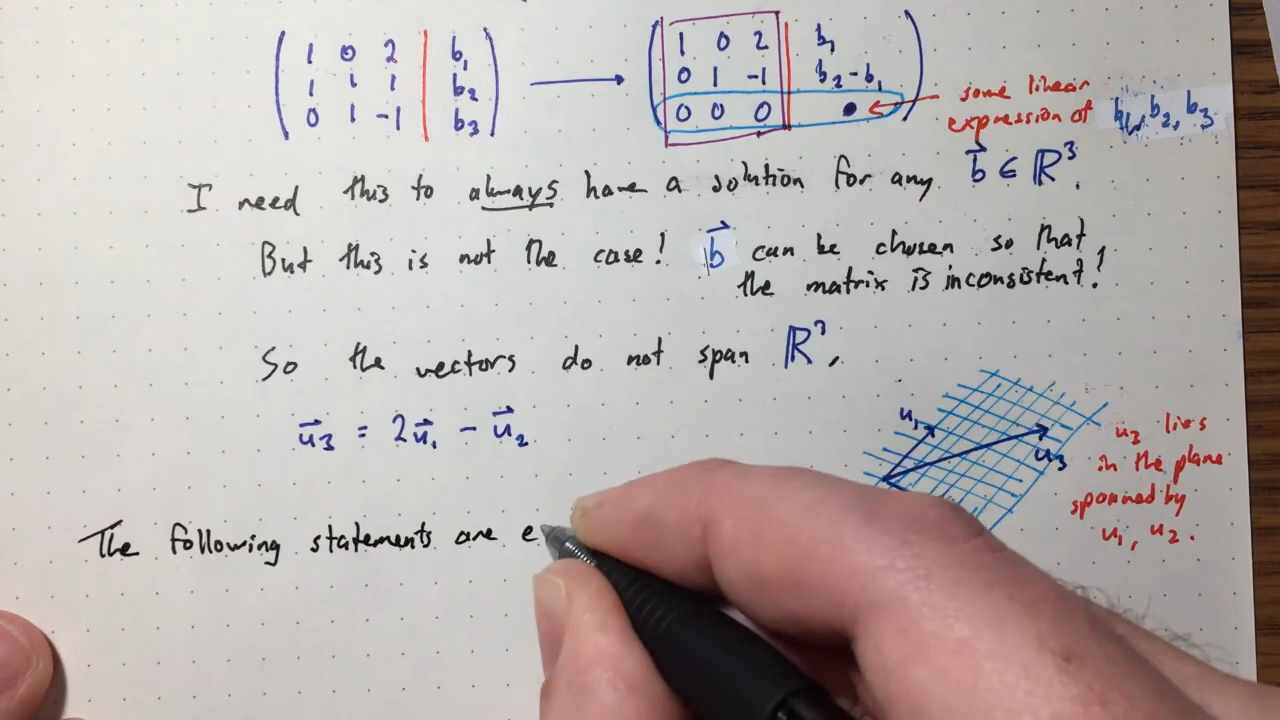 1 0 2 | b₁ 1 0 2 | b₁
1 1 1 | b₂ → 0 1 -1 | b₂ - b₁
0 1 -1 | b₃ 0 0 0 | •
some linear
expression of b₁, b₂, b₃
I need this to always have a solution for any b⃗ ∈ ℝ³.
But this is not the case! b⃗ can be chosen so that
the matrix is inconsistent!
So the vectors do not span ℝ³.
u⃗₃ = 2u⃗₁ - u⃗₂
u₁
u₃
u₃ lies
in the plane
spanned by
u₁, u₂.
The following statements are e